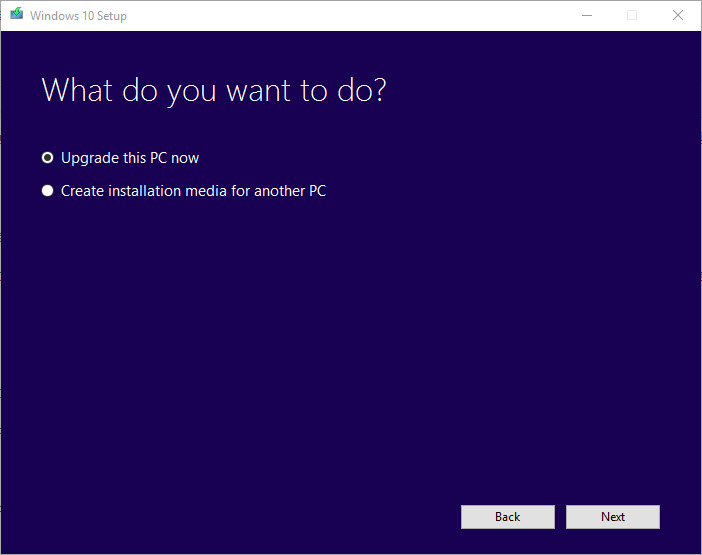 Windows 10 Setup
What do you want to do?
Upgrade this PC now
Create installation media for another PC
Back Next